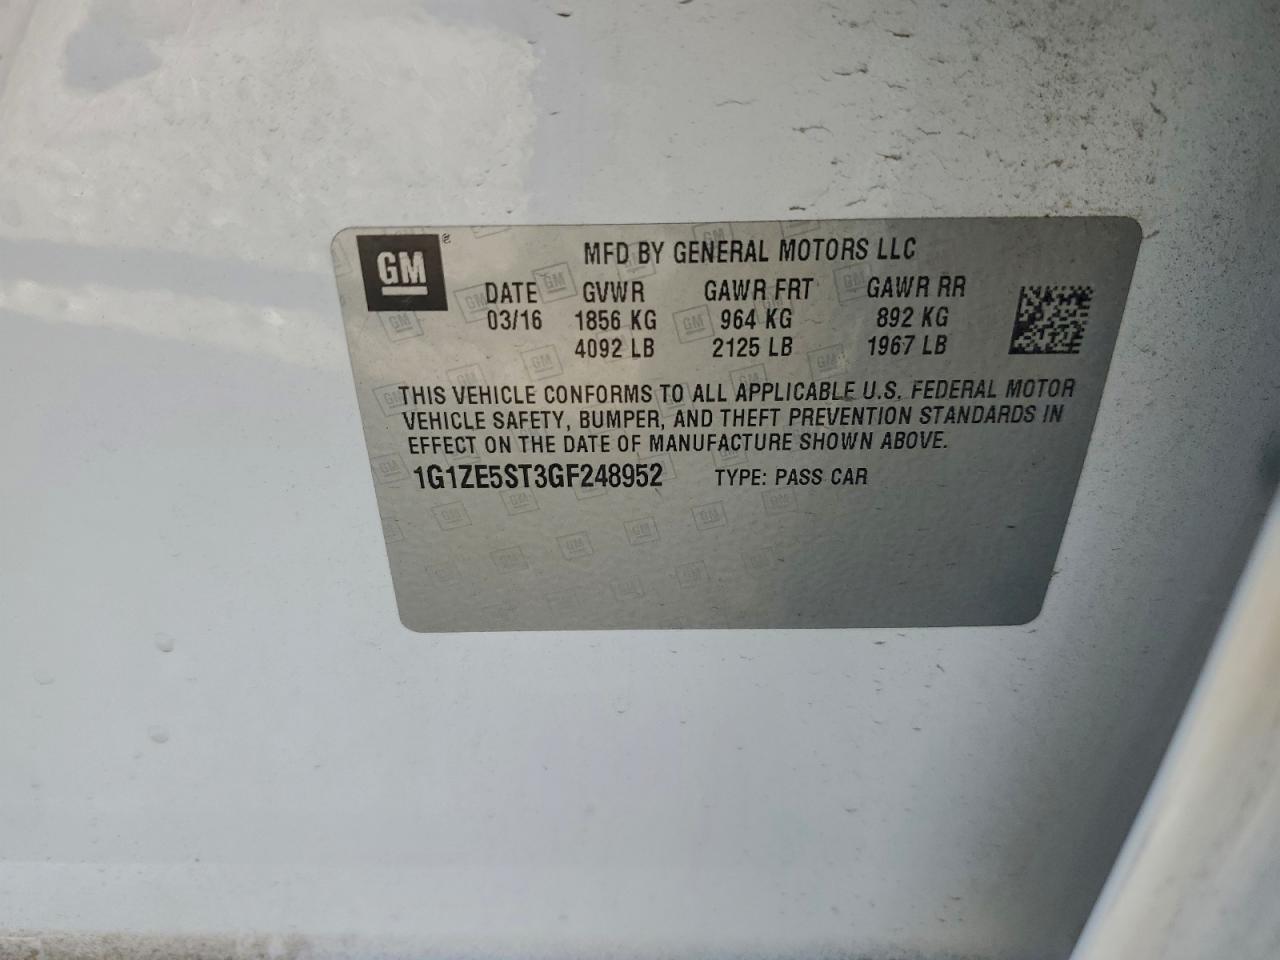 GM®
MFD BY GENERAL MOTORS LLC
DATE GVWR GAWR FRT GAWR RR
03/16 1856 KG 964 KG 892 KG
4092 LB 2125 LB 1967 LB
THIS VEHICLE CONFORMS TO ALL APPLICABLE U.S. FEDERAL MOTOR
VEHICLE SAFETY, BUMPER, AND THEFT PREVENTION STANDARDS IN
EFFECT ON THE DATE OF MANUFACTURE SHOWN ABOVE.
1G1ZE5ST3GF248952 TYPE: PASS CAR